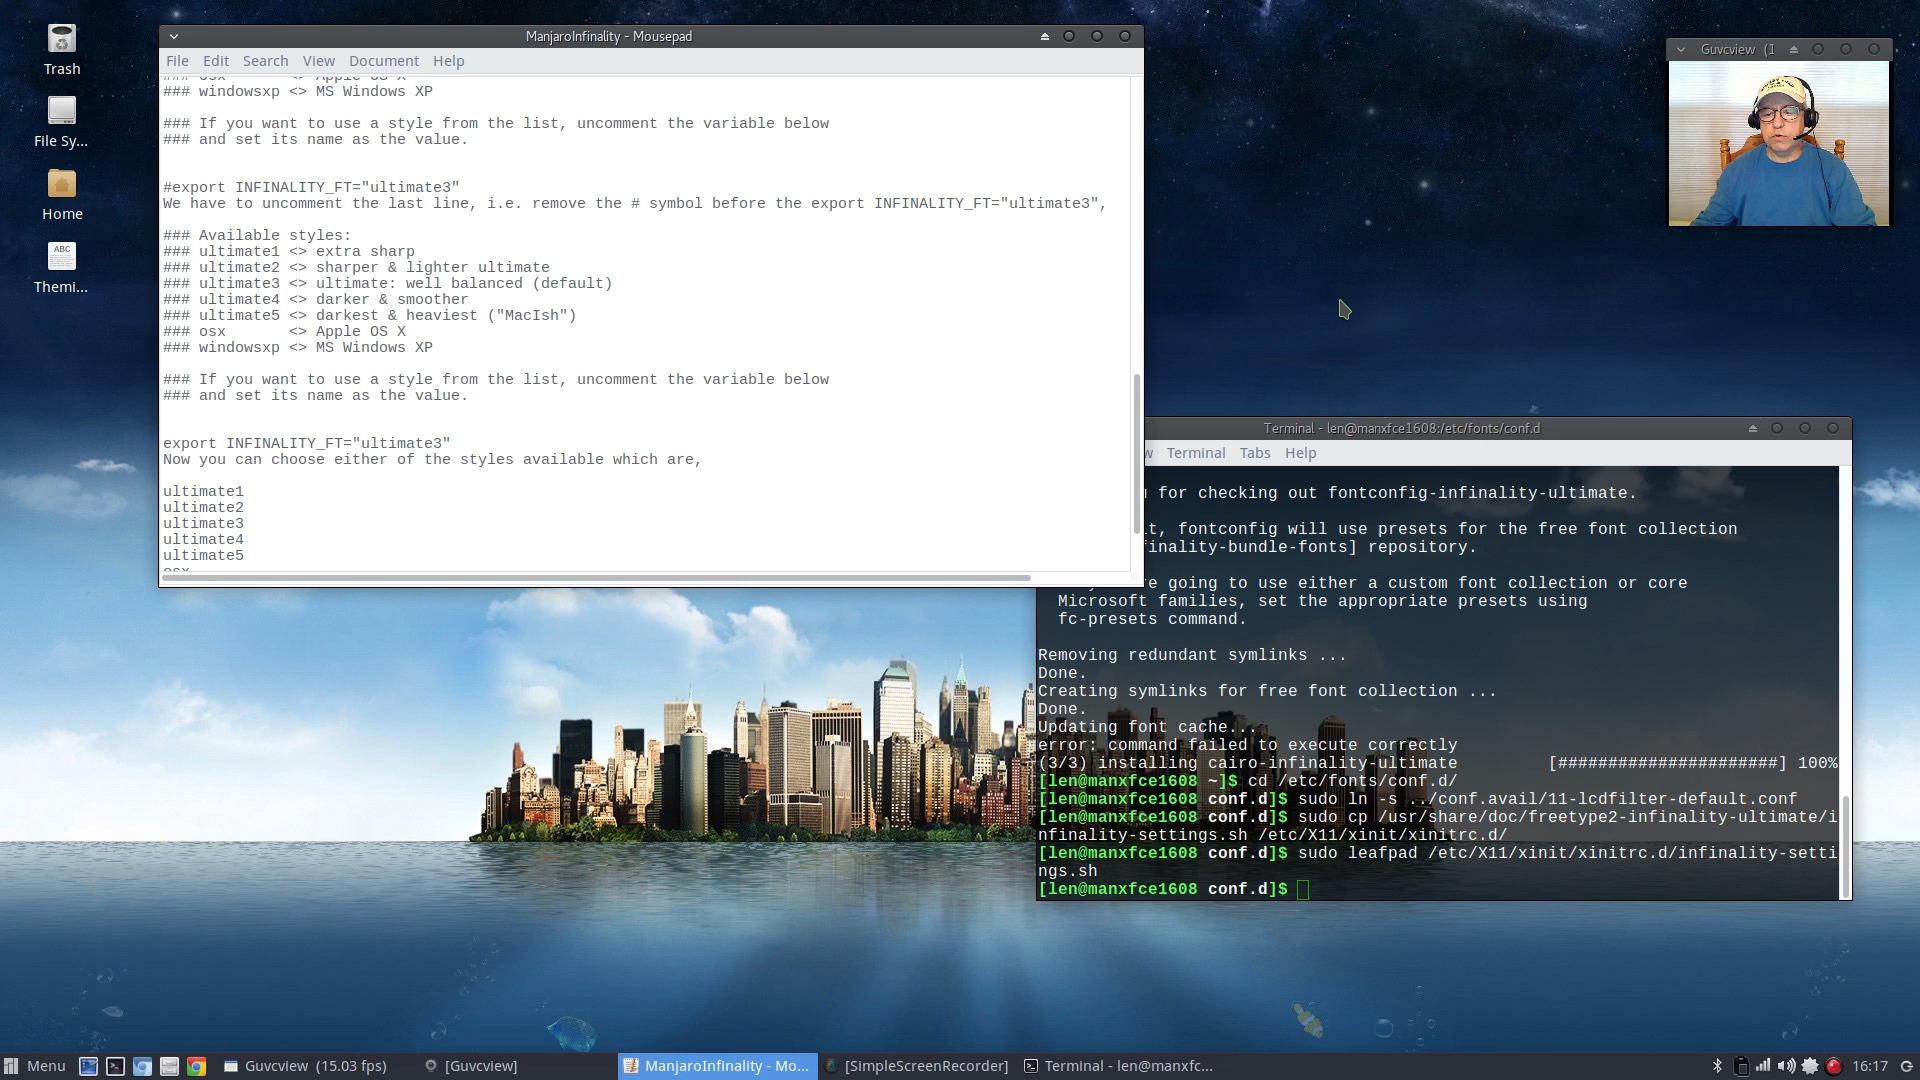 Trash
File Sy...
Home
ABC
Themi...
ManjaroInfinality - Mousepad
File Edit Search View Document Help
### osx       <> Apple OS X
### windowsxp <> MS Windows XP
### If you want to use a style from the list, uncomment the variable below
### and set its name as the value.
#export INFINALITY_FT="ultimate3"
We have to uncomment the last line, i.e. remove the # symbol before the export INFINALITY_FT="ultimate3",
### Available styles:
### ultimate1 <> extra sharp
### ultimate2 <> sharper & lighter ultimate
### ultimate3 <> ultimate: well balanced (default)
### ultimate4 <> darker & smoother
### ultimate5 <> darkest & heaviest ("MacIsh")
### osx       <> Apple OS X
### windowsxp <> MS Windows XP
### If you want to use a style from the list, uncomment the variable below
### and set its name as the value.
export INFINALITY_FT="ultimate3"
Now you can choose either of the styles available which are,
ultimate1
ultimate2
ultimate3
ultimate4
ultimate5
osx
Guvcview (1
Terminal - len@manxfce1608:/etc/fonts/conf.d
w Terminal Tabs Help
for checking out fontconfig-infinality-ultimate.
t, fontconfig will use presets for the free font collection
finality-bundle-fonts] repository.
re going to use either a custom font collection or core
Microsoft families, set the appropriate presets using
fc-presets command.
Removing redundant symlinks ...
Done.
Creating symlinks for free font collection ...
Done.
Updating font cache...
error: command failed to execute correctly
(3/3) installing cairo-infinality-ultimate [######################] 100%
[len@manxfce1608 ~]$ cd /etc/fonts/conf.d/
[len@manxfce1608 conf.d]$ sudo ln -s ../conf.avail/11-lcdfilter-default.conf
[len@manxfce1608 conf.d]$ sudo cp /usr/share/doc/freetype2-infinality-ultimate/i
nfinality-settings.sh /etc/X11/xinit/xinitrc.d/
[len@manxfce1608 conf.d]$ sudo leafpad /etc/X11/xinit/xinitrc.d/infinality-setti
ngs.sh
[len@manxfce1608 conf.d]$
Menu
Guvcview (15.03 fps)
[Guvcview]
ManjaroInfinality - Mo...
[SimpleScreenRecorder]
Terminal - len@manxfc...
16:17